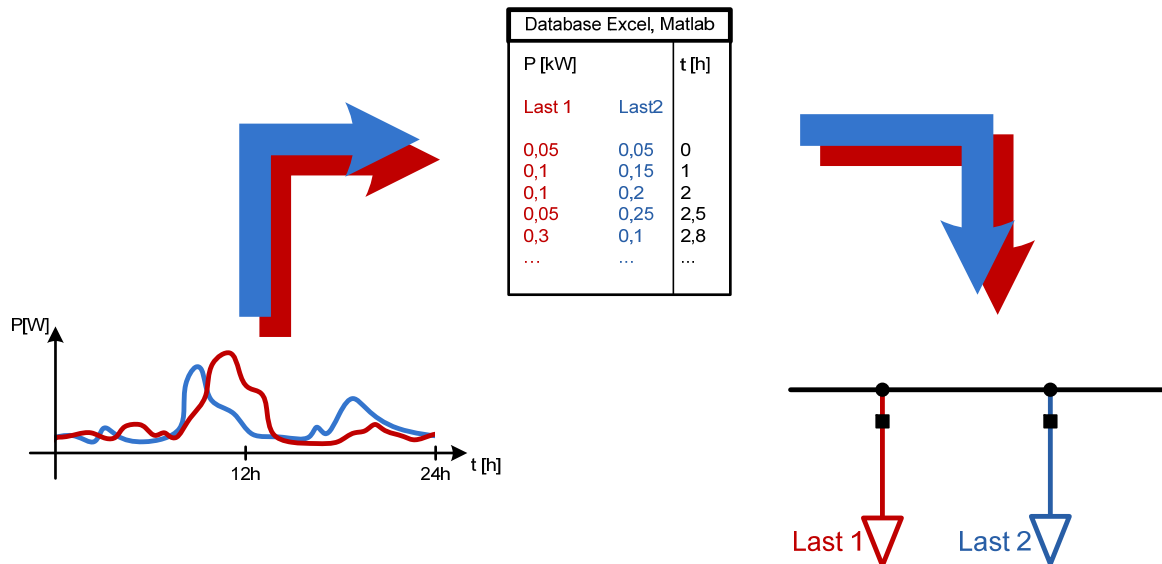 Database Excel, Matlab
P [kW] t [h]
Last 1 Last2
0,05 0,05 0
0,1 0,15 1
0,1 0,2 2
0,05 0,25 2,5
0,3 0,1 2,8
... ... ...
P[W]
t [h]
12h 24h
Last 1 Last 2